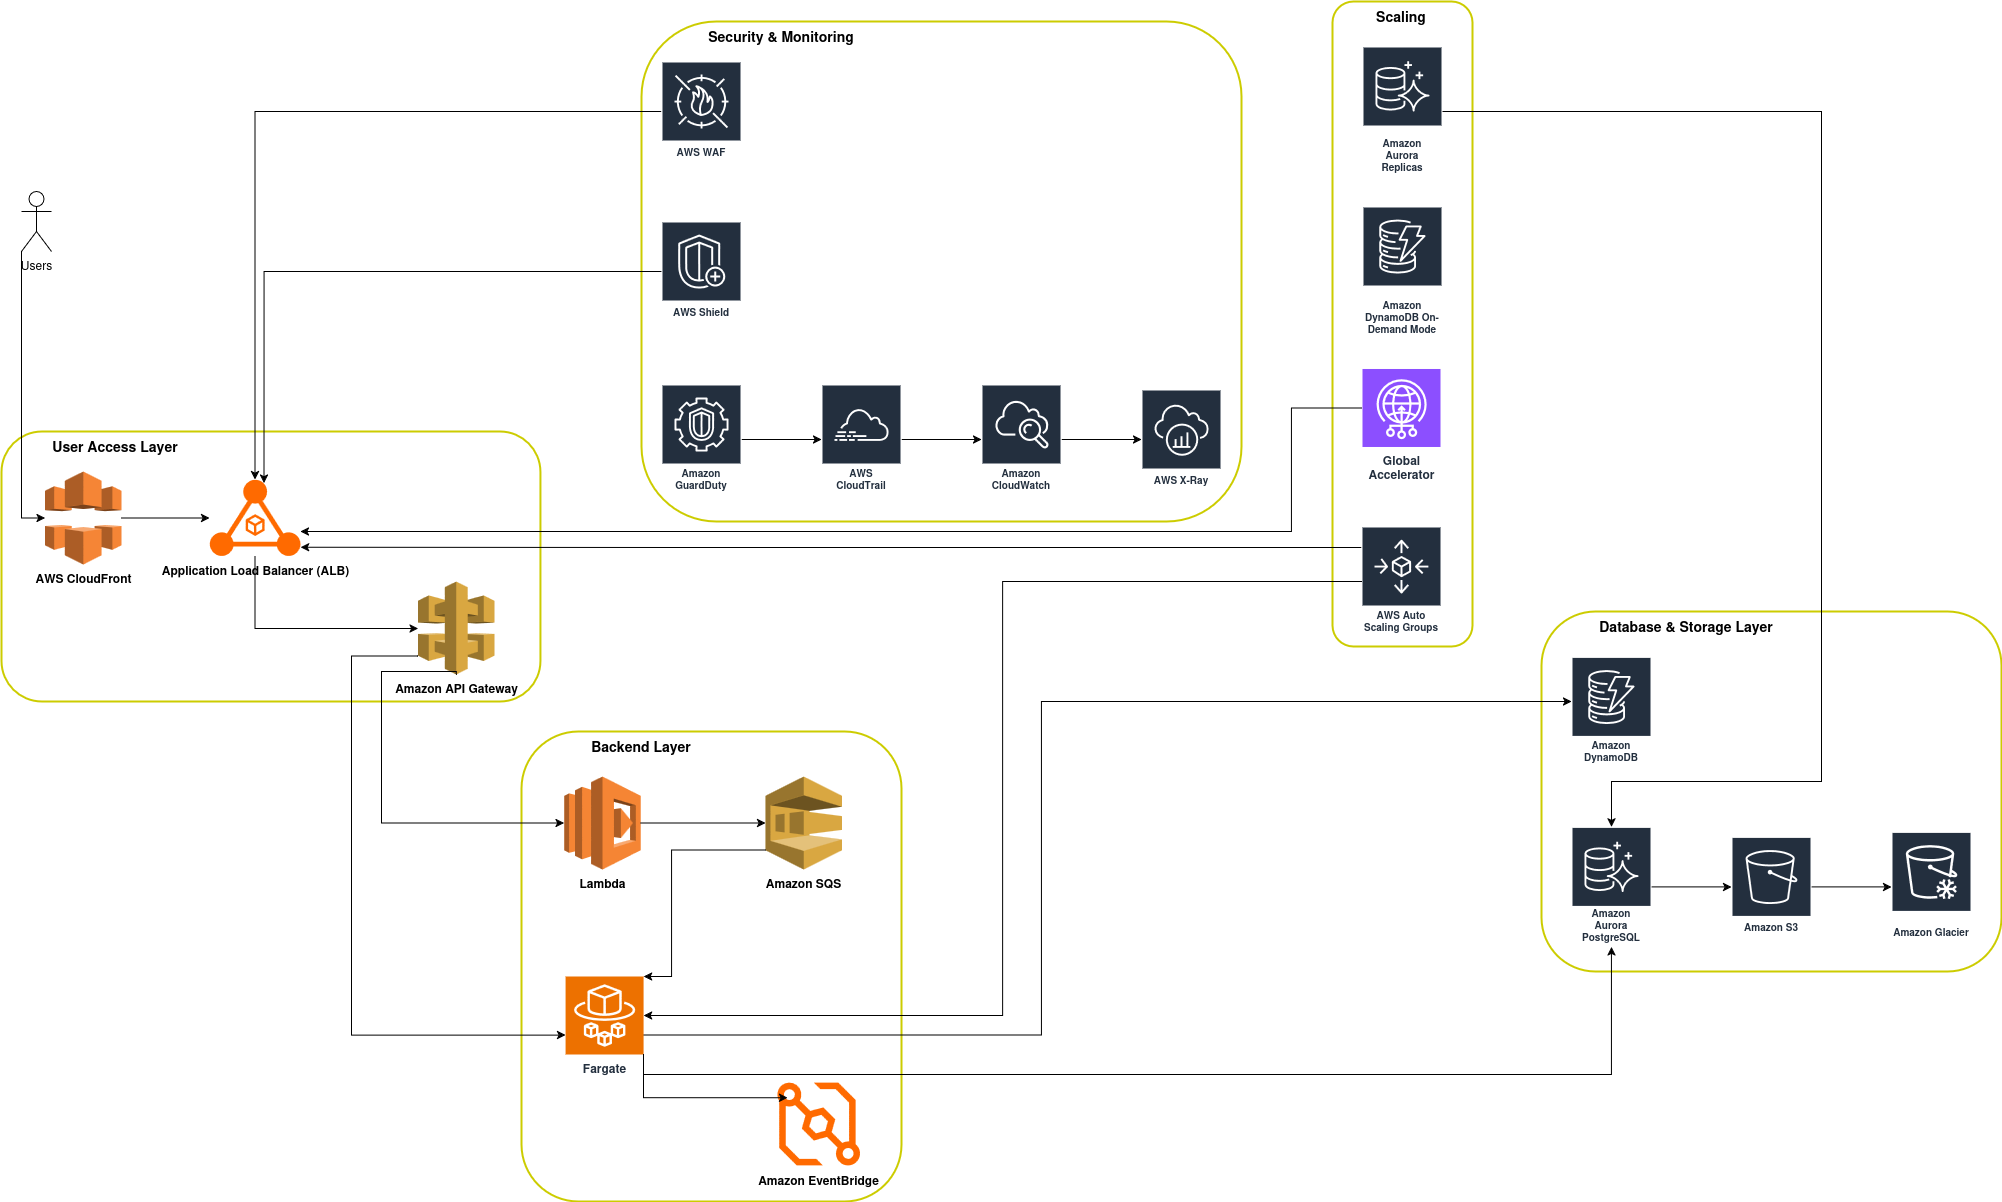 Scaling
Security & Monitoring
AWS WAF
Amazon
Aurora
Replicas
Users
AWS Shield
Amazon
DynamoDB On-
Demand Mode
User Access Layer
Amazon
GuardDuty
AWS
CloudTrail
Amazon
CloudWatch
AWS X-Ray
Global
Accelerator
AWS CloudFront
Application Load Balancer (ALB)
AWS Auto
Scaling Groups
Amazon API Gateway
Database & Storage Layer
Amazon
DynamoDB
Backend Layer
Lambda
Amazon SQS
Amazon
Aurora
PostgreSQL
Amazon S3
Amazon Glacier
Fargate
Amazon EventBridge